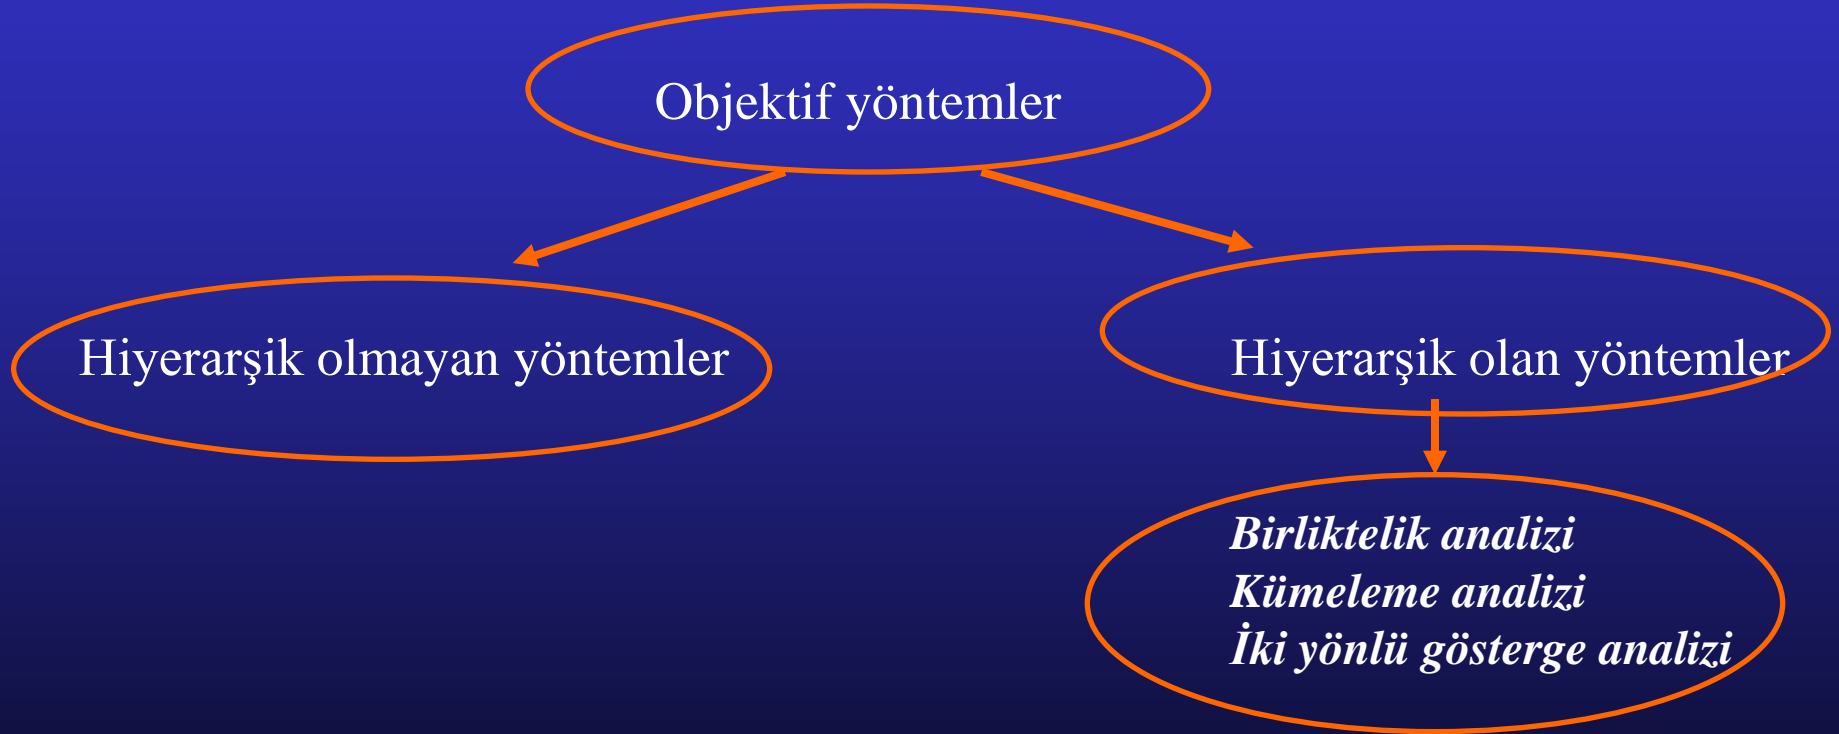 Objektif yöntemler
Hiyerarşik olmayan yöntemler
Hiyerarşik olan yöntemler
Birliktelik analizi
Kümeleme analizi
İki yönlü gösterge analizi